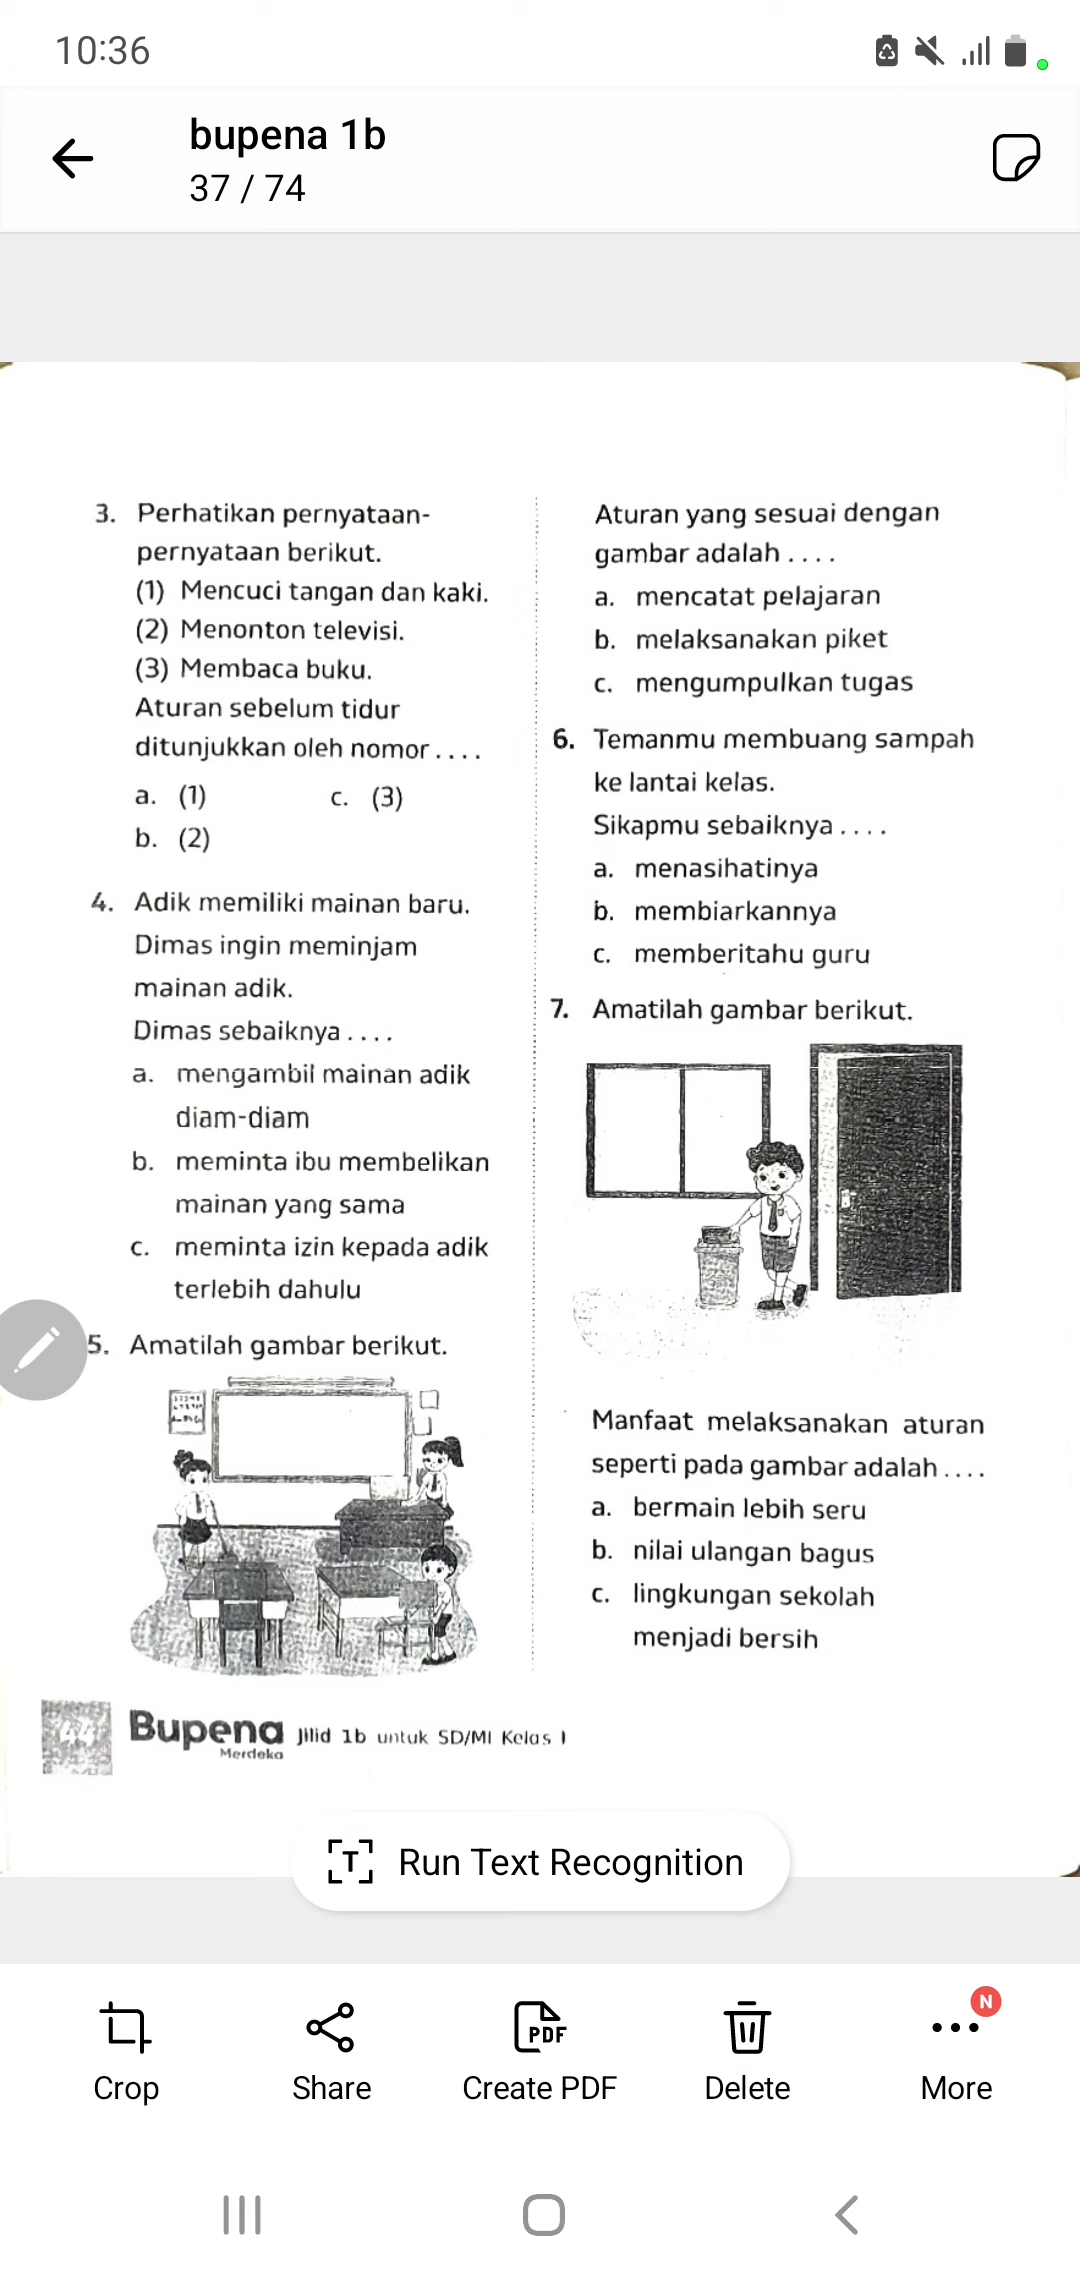 10:36
bupena 1b
37 / 74
3. Perhatikan pernyataan-
pernyataan berikut.
(1) Mencuci tangan dan kaki.
(2) Menonton televisi.
(3) Membaca buku.
Aturan sebelum tidur
ditunjukkan oleh nomor . . . .
a. (1) c. (3)
b. (2)
4. Adik memiliki mainan baru.
Dimas ingin meminjam
mainan adik.
Dimas sebaiknya . . . .
a. mengambil mainan adik
diam-diam
b. meminta ibu membelikan
mainan yang sama
c. meminta izin kepada adik
terlebih dahulu
5. Amatilah gambar berikut.
Aturan yang sesuai dengan
gambar adalah . . . .
a. mencatat pelajaran
b. melaksanakan piket
c. mengumpulkan tugas
6. Temanmu membuang sampah
ke lantai kelas.
Sikapmu sebaiknya . . . .
a. menasihatinya
b. membiarkannya
c. memberitahu guru
7. Amatilah gambar berikut.
Manfaat melaksanakan aturan
seperti pada gambar adalah . . . .
a. bermain lebih seru
b. nilai ulangan bagus
c. lingkungan sekolah
menjadi bersih
44
Bupena Jilid 1b untuk SD/MI Kelas I
Merdeka
T Run Text Recognition
N
PDF
Crop Share Create PDF Delete More